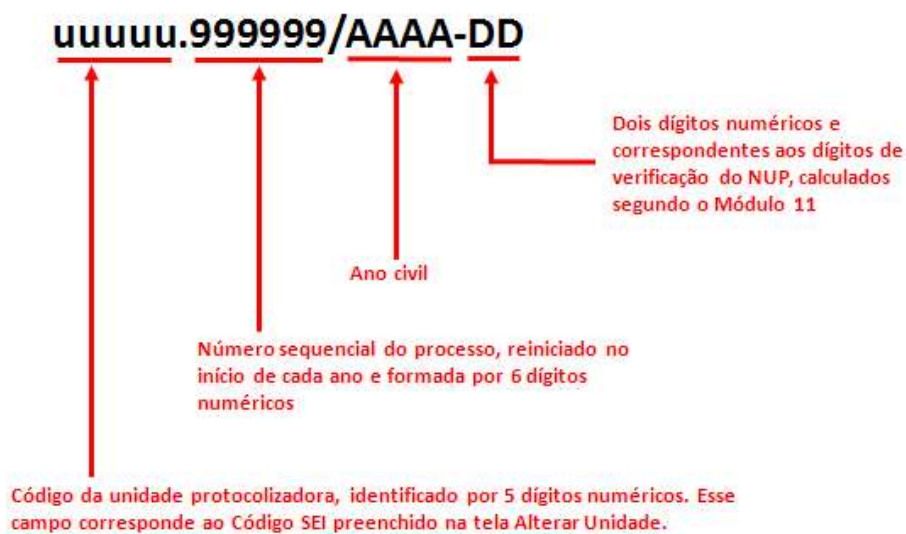 uuuuu.999999/AAAA-DD
Dois dígitos numéricos e
correspondentes aos dígitos de
verificação do NUP, calculados
segundo o Módulo 11
Ano civil
Número sequencial do processo, reiniciado no
início de cada ano e formada por 6 dígitos
numéricos
Código da unidade protocolizadora, identificado por 5 dígitos numéricos. Esse
campo corresponde ao Código SEI preenchido na tela Alterar Unidade.